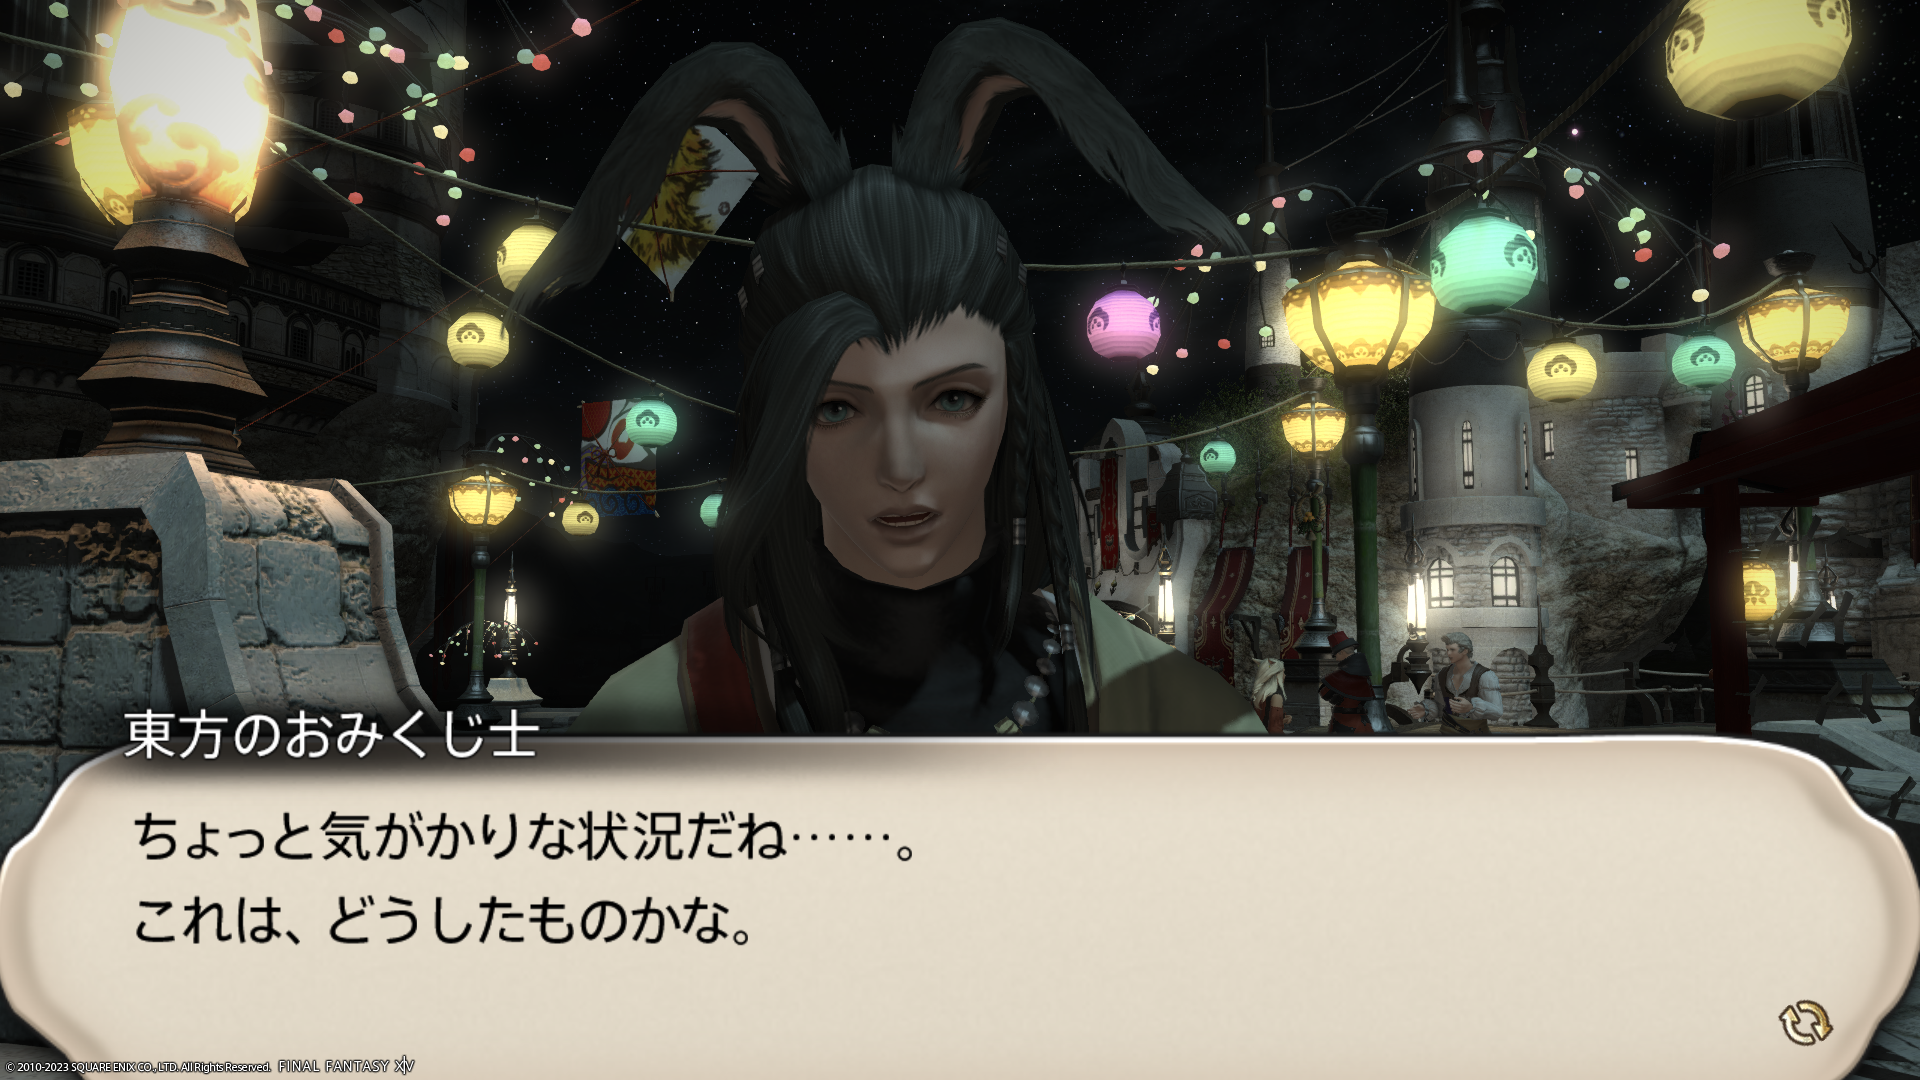 東方のおみくじ士
ちょっと気がかりな状況だね……。
これは、どうしたものかな。
© 2010-2023 SQUARE ENIX CO., LTD. All Rights Reserved. FINAL FANTASY XIV